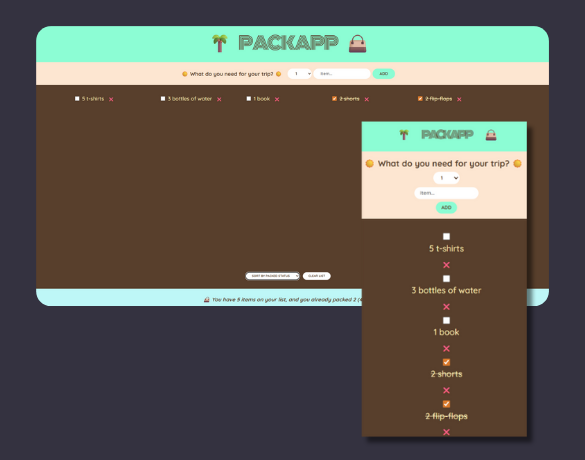 PACKAPP
What do you need for your trip?
1 Item... ADD
5 t-shirts 3 bottles of water 1 book 2 shorts 2 flip-flops
SORT BY PACKED STATUS CLEAR LIST
You have 5 items on your list, and you already packed 2
PACKAPP
What do you need for your trip?
1
Item...
ADD
5 t-shirts
3 bottles of water
1 book
2 shorts
2 flip-flops